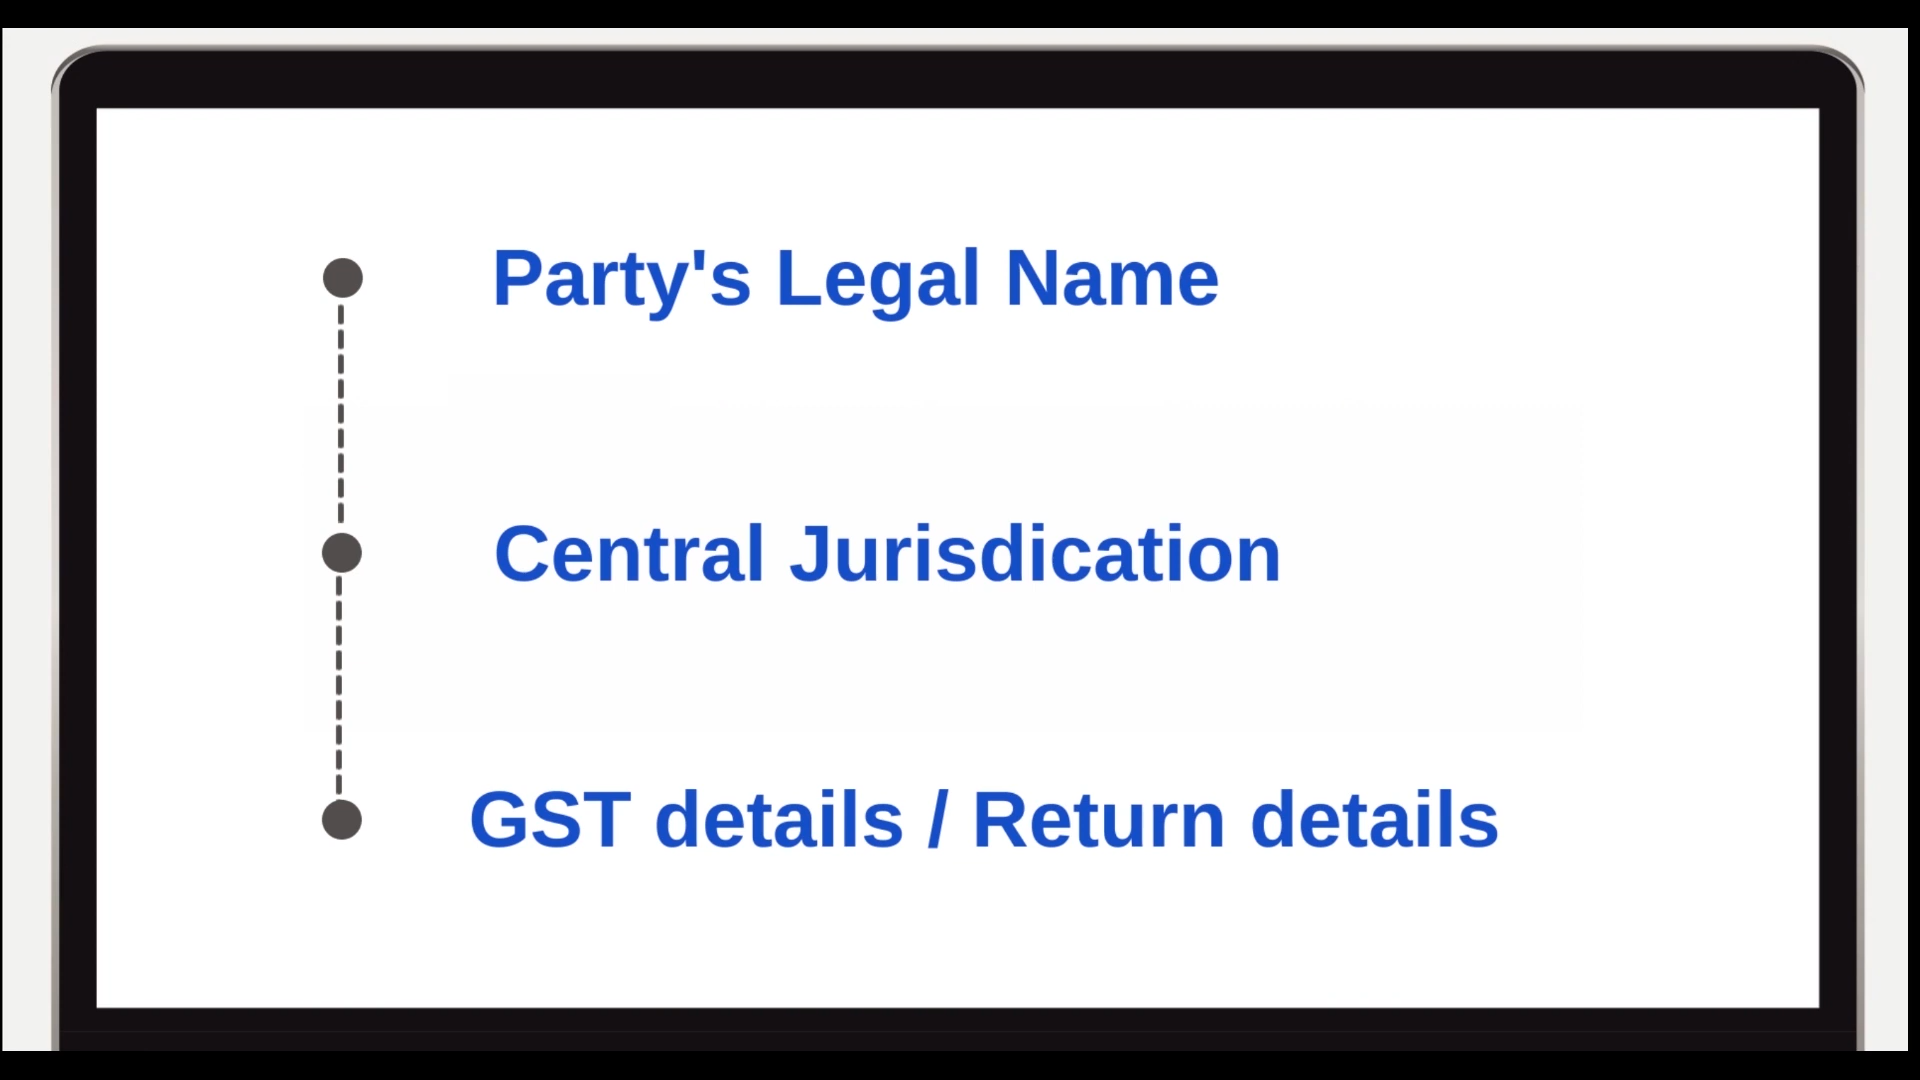 Party's Legal Name
Central Jurisdication
GST details / Return details